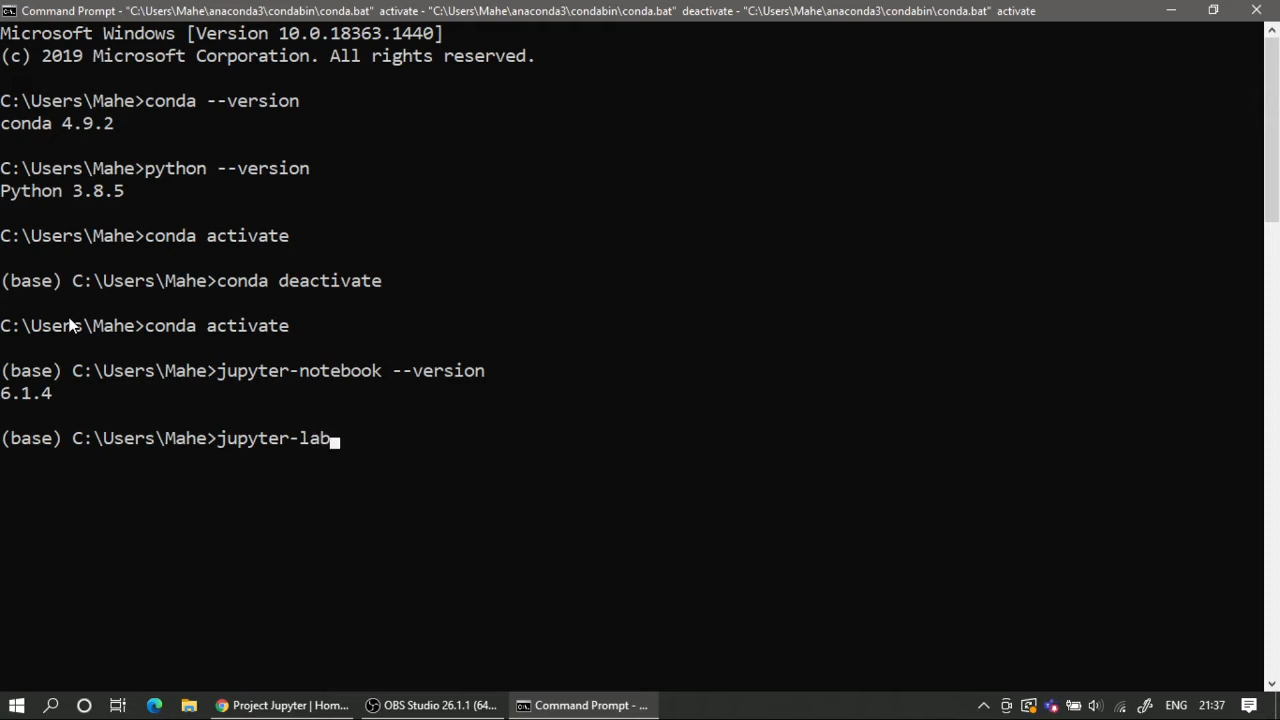 Command Prompt - "C:\Users\Mahe\anaconda3\condabin\conda.bat" activate - "C:\Users\Mahe\anaconda3\condabin\conda.bat" deactivate - "C:\Users\Mahe\anaconda3\condabin\conda.bat" activate
Microsoft Windows [Version 10.0.18363.1440]
(c) 2019 Microsoft Corporation. All rights reserved.
C:\Users\Mahe>conda --version
conda 4.9.2
C:\Users\Mahe>python --version
Python 3.8.5
C:\Users\Mahe>conda activate
(base) C:\Users\Mahe>conda deactivate
C:\Users\Mahe>conda activate
(base) C:\Users\Mahe>jupyter-notebook --version
6.1.4
(base) C:\Users\Mahe>jupyter-lab
Project Jupyter | Hom... OBS Studio 26.1.1 (64... Command Prompt - ... ENG 21:37